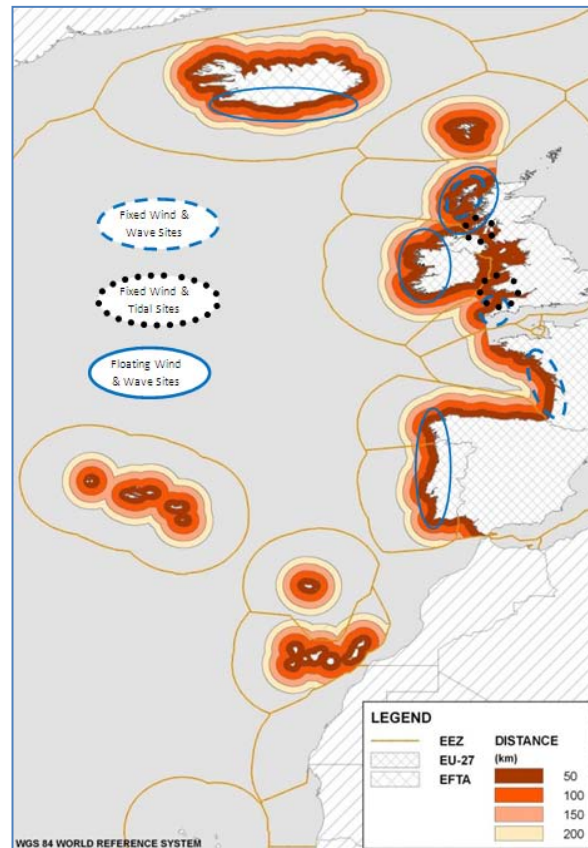 Fixed Wind &
Wave Sites
Fixed Wind &
Tidal Sites
Floating Wind
& Wave Sites
LEGEND
EEZ
EU-27
EFTA
DISTANCE
(km)
50
100
150
200
WGS 84 WORLD REFERENCE SYSTEM